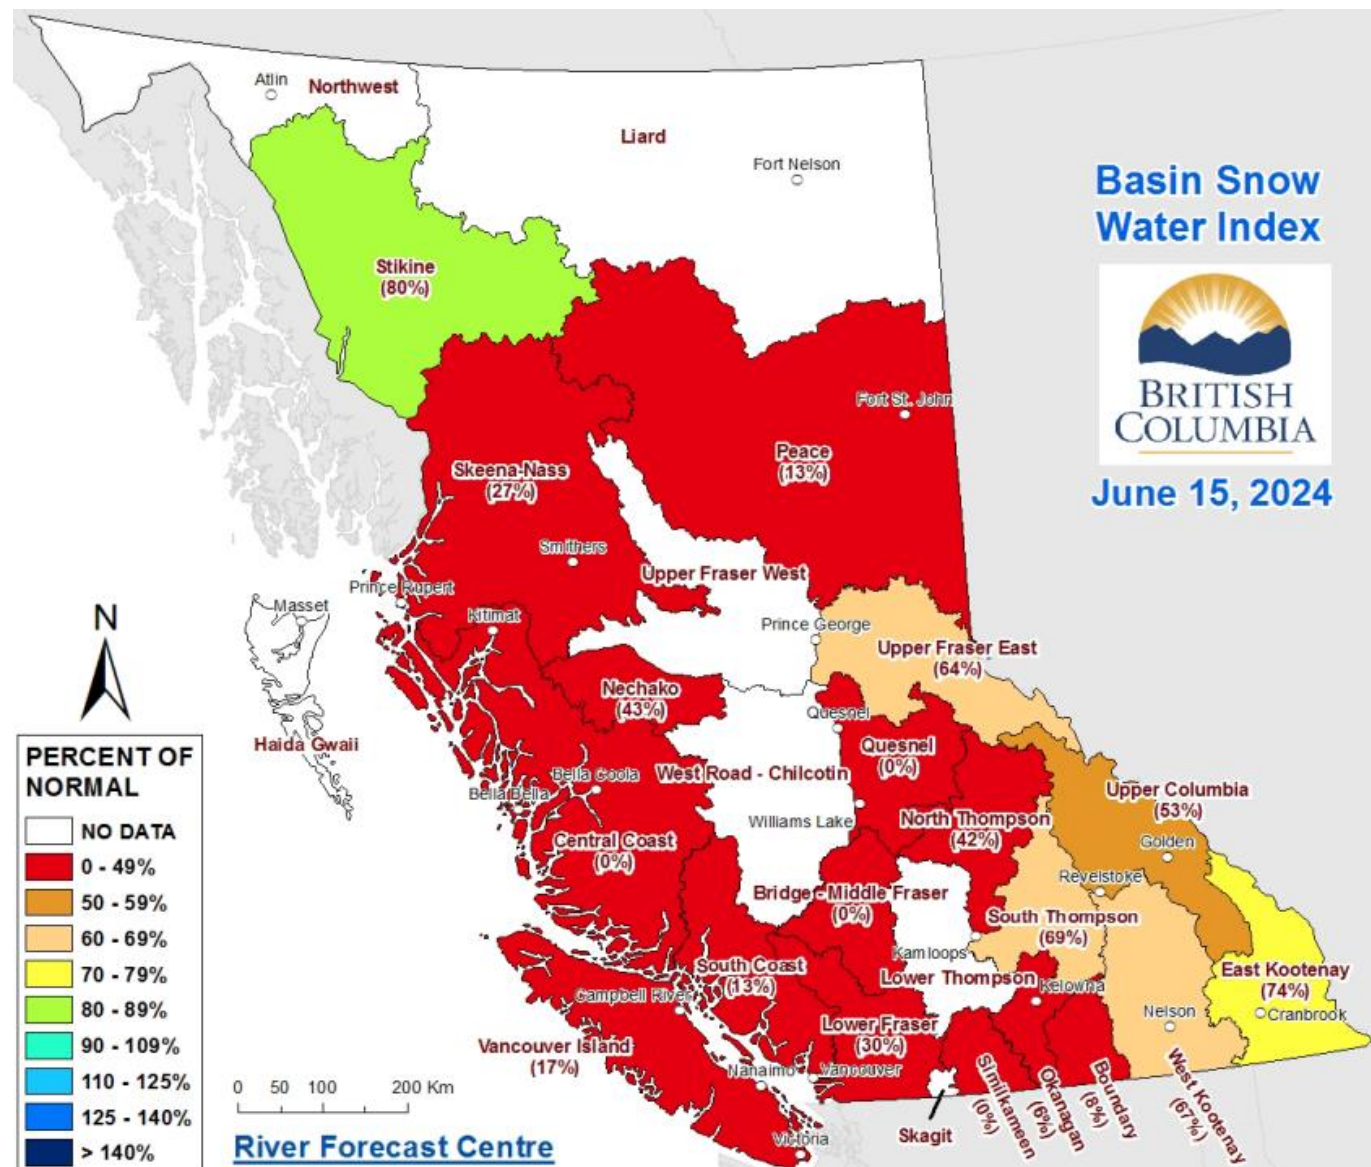 Atlin
Northwest
Liard
Fort Nelson
Basin Snow
Water Index
Stikine
(80%)
BRITISH
COLUMBIA
June 15, 2024
Fort St. John
Peace
(13%)
Skeena-Nass
(27%)
Smithers
Upper Fraser West
Prince Rupert
Masset
Kitimat
N
Prince George
Upper Fraser East
(64%)
Nechako
(43%)
Quesnel
Haida Gwaii
Quesnel
(0%)
West Road - Chilcotin
Bella Coola
Bella Bella
Upper Columbia
(53%)
Williams Lake
North Thompson
(42%)
Golden
Central Coast
(0%)
Revelstoke
Bridge - Middle Fraser
(0%)
South Thompson
(69%)
Kamloops
South Coast
(13%)
Lower Thompson
Kelowna
East Kootenay
(74%)
Campbell River
Nelson
Cranbrook
Lower Fraser
(30%)
Vancouver Island
(17%)
Nanaimo
Vancouver
Similkameen
(0%)
Okanagan
(6%)
Boundary
(8%)
West Kootenay
(67%)
Skagit
Victoria
PERCENT OF
NORMAL
NO DATA
0 - 49%
50 - 59%
60 - 69%
70 - 79%
80 - 89%
90 - 109%
110 - 125%
125 - 140%
> 140%
0 50 100 200 Km
River Forecast Centre